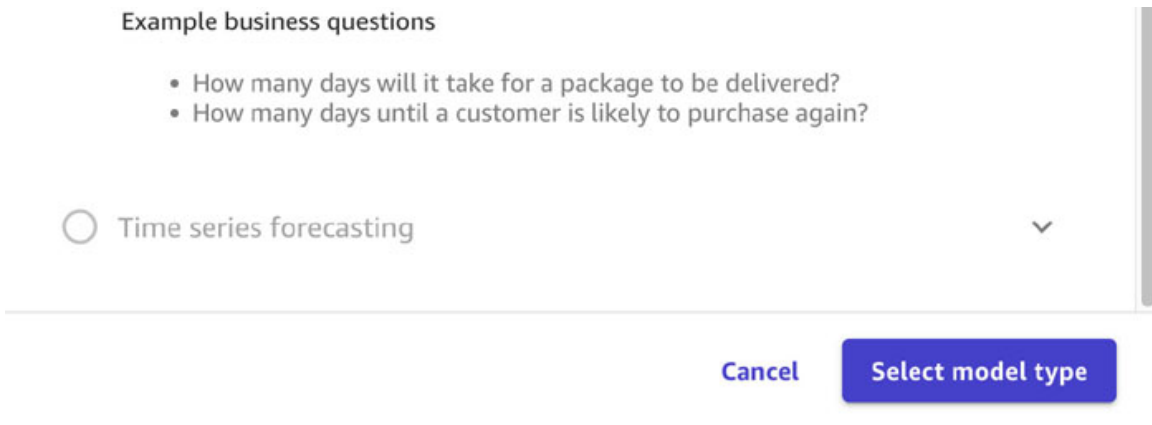 Example business questions
• How many days will it take for a package to be delivered?
• How many days until a customer is likely to purchase again?
Time series forecasting
Cancel
Select model type